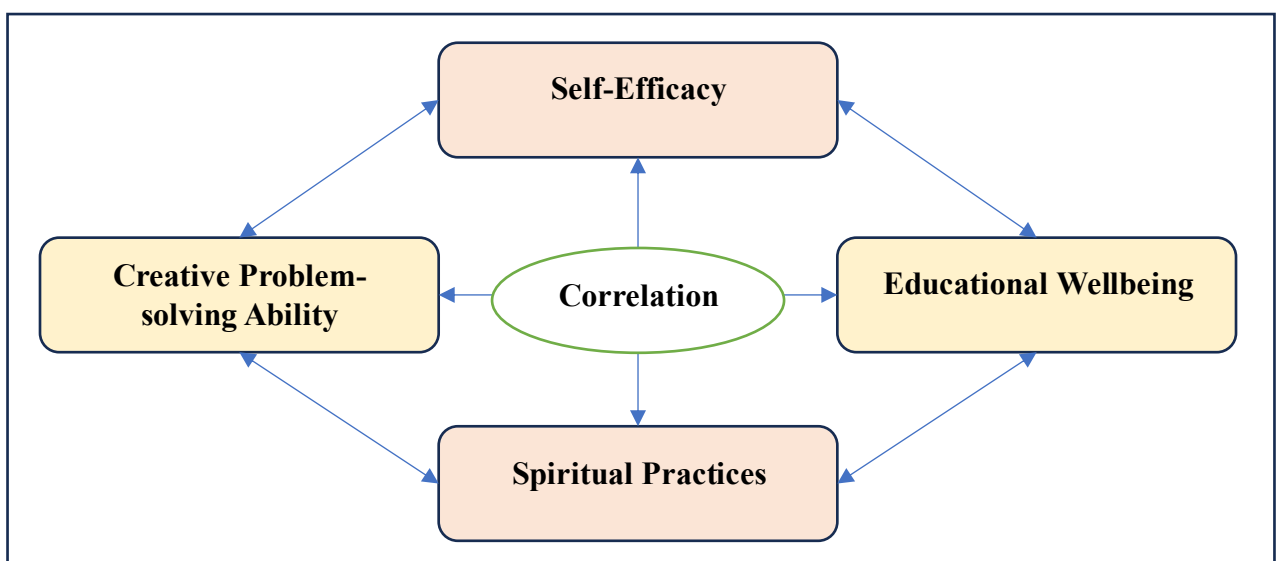 Self-Efficacy
Creative Problem-
solving Ability
Correlation
Educational Wellbeing
Spiritual Practices